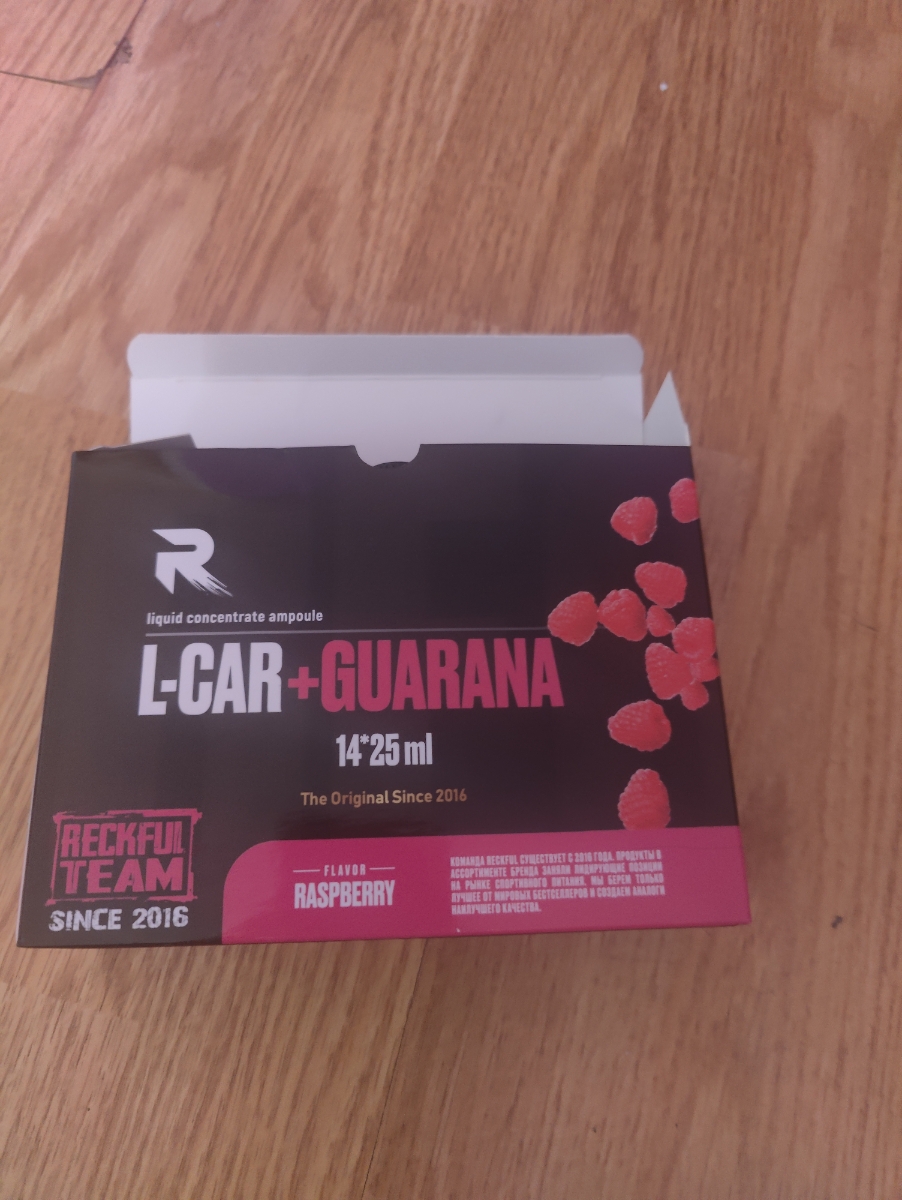 R
liquid concentrate ampoule
L-CAR+GUARANA
14*25 ml
The Original Since 2016
RECKFUL
TEAM
SINCE 2016
FLAVOR
RASPBERRY
КОМАНДА RECKFUL СУЩЕСТВУЕТ С 2016 ГОДА. ПРОДУКТЫ В
АССОРТИМЕНТЕ БРЕНДА ЗАНЯЛИ ЛИДИРУЮЩИЕ ПОЗИЦИИ
НА РЫНКЕ СПОРТИВНОГО ПИТАНИЯ. МЫ БЕРЕМ ТОЛЬКО
ЛУЧШЕЕ ОТ МИРОВЫХ БЕСТСЕЛЛЕРОВ И СОЗДАЕМ АНАЛОГИ
НАИЛУЧШЕГО КАЧЕСТВА.